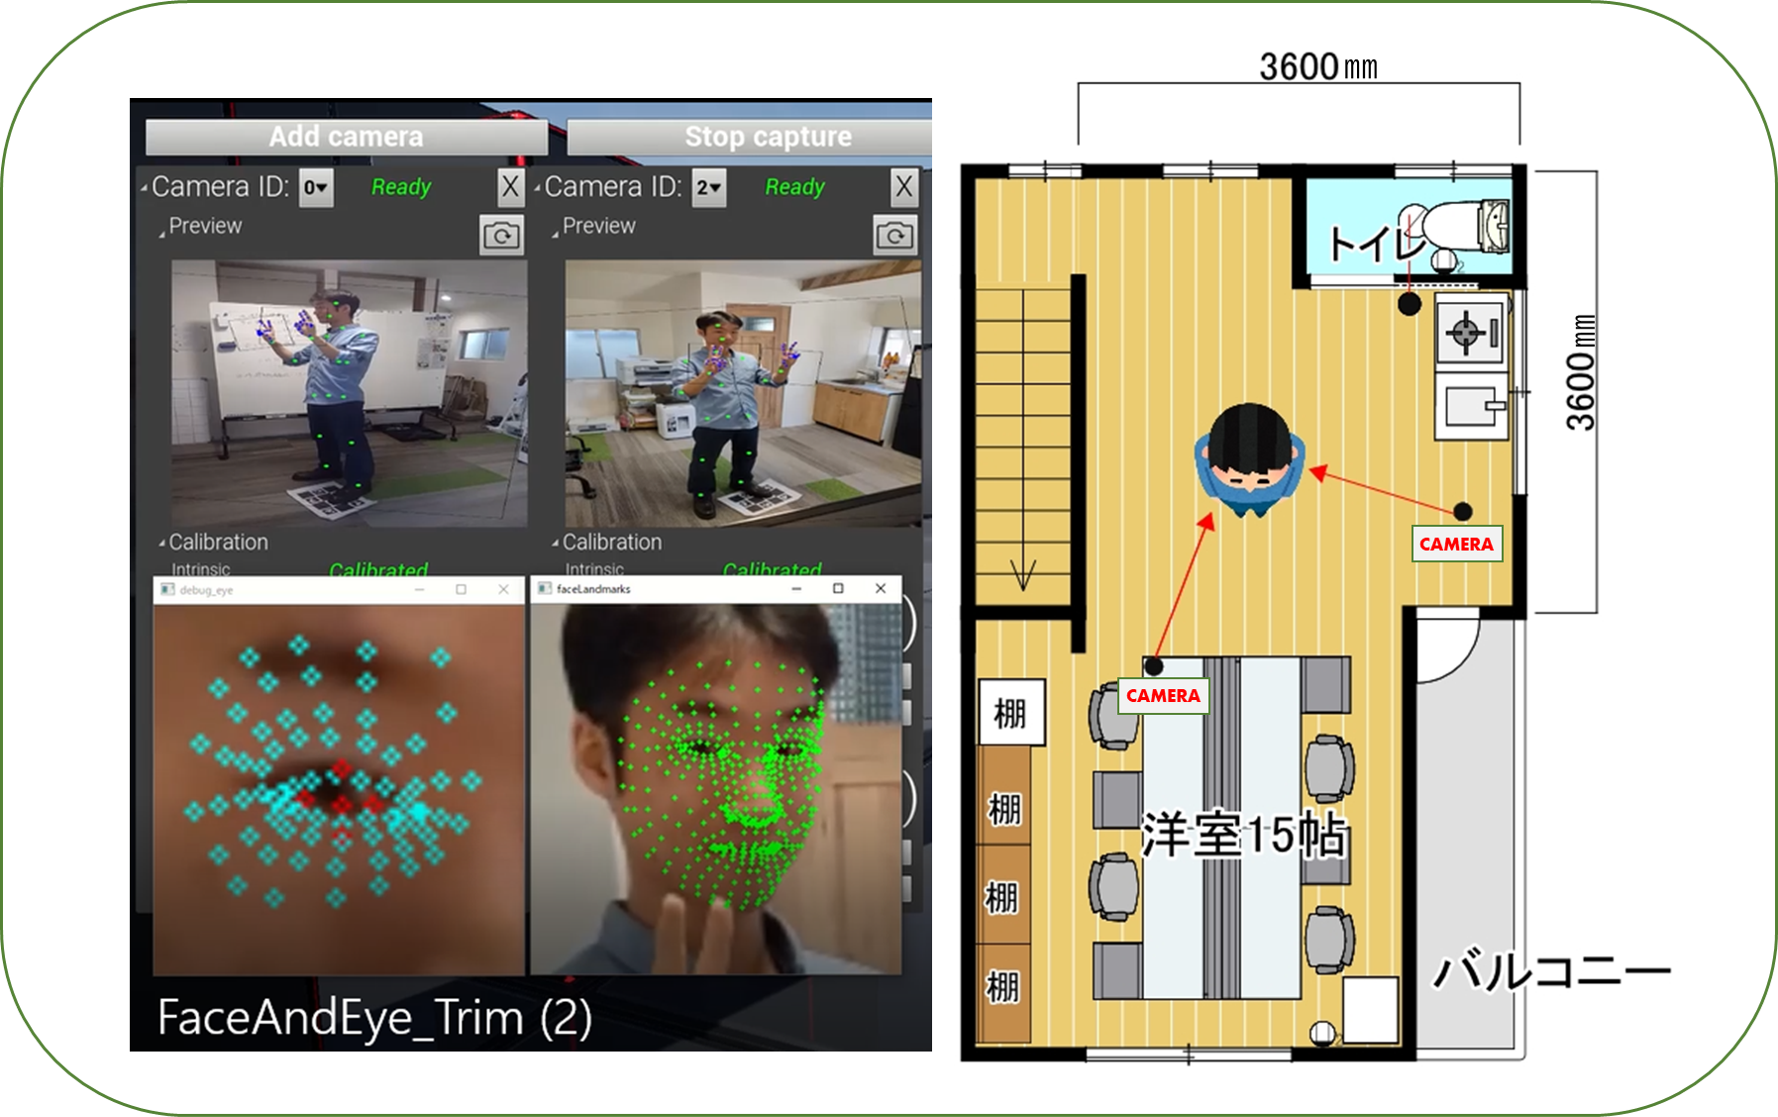 Add camera
Stop capture
Camera ID: 0 Ready X
Camera ID: 2 Ready X
Preview
Preview
Calibration
Calibration
Intrinsic Calibrated
Intrinsic Calibrated
debug_eye
faceLandmarks
FaceAndEye_Trim (2)
3600mm
トイレ
2
3600mm
CAMERA
CAMERA
棚
棚
洋室15帖
棚
棚
バルコニー